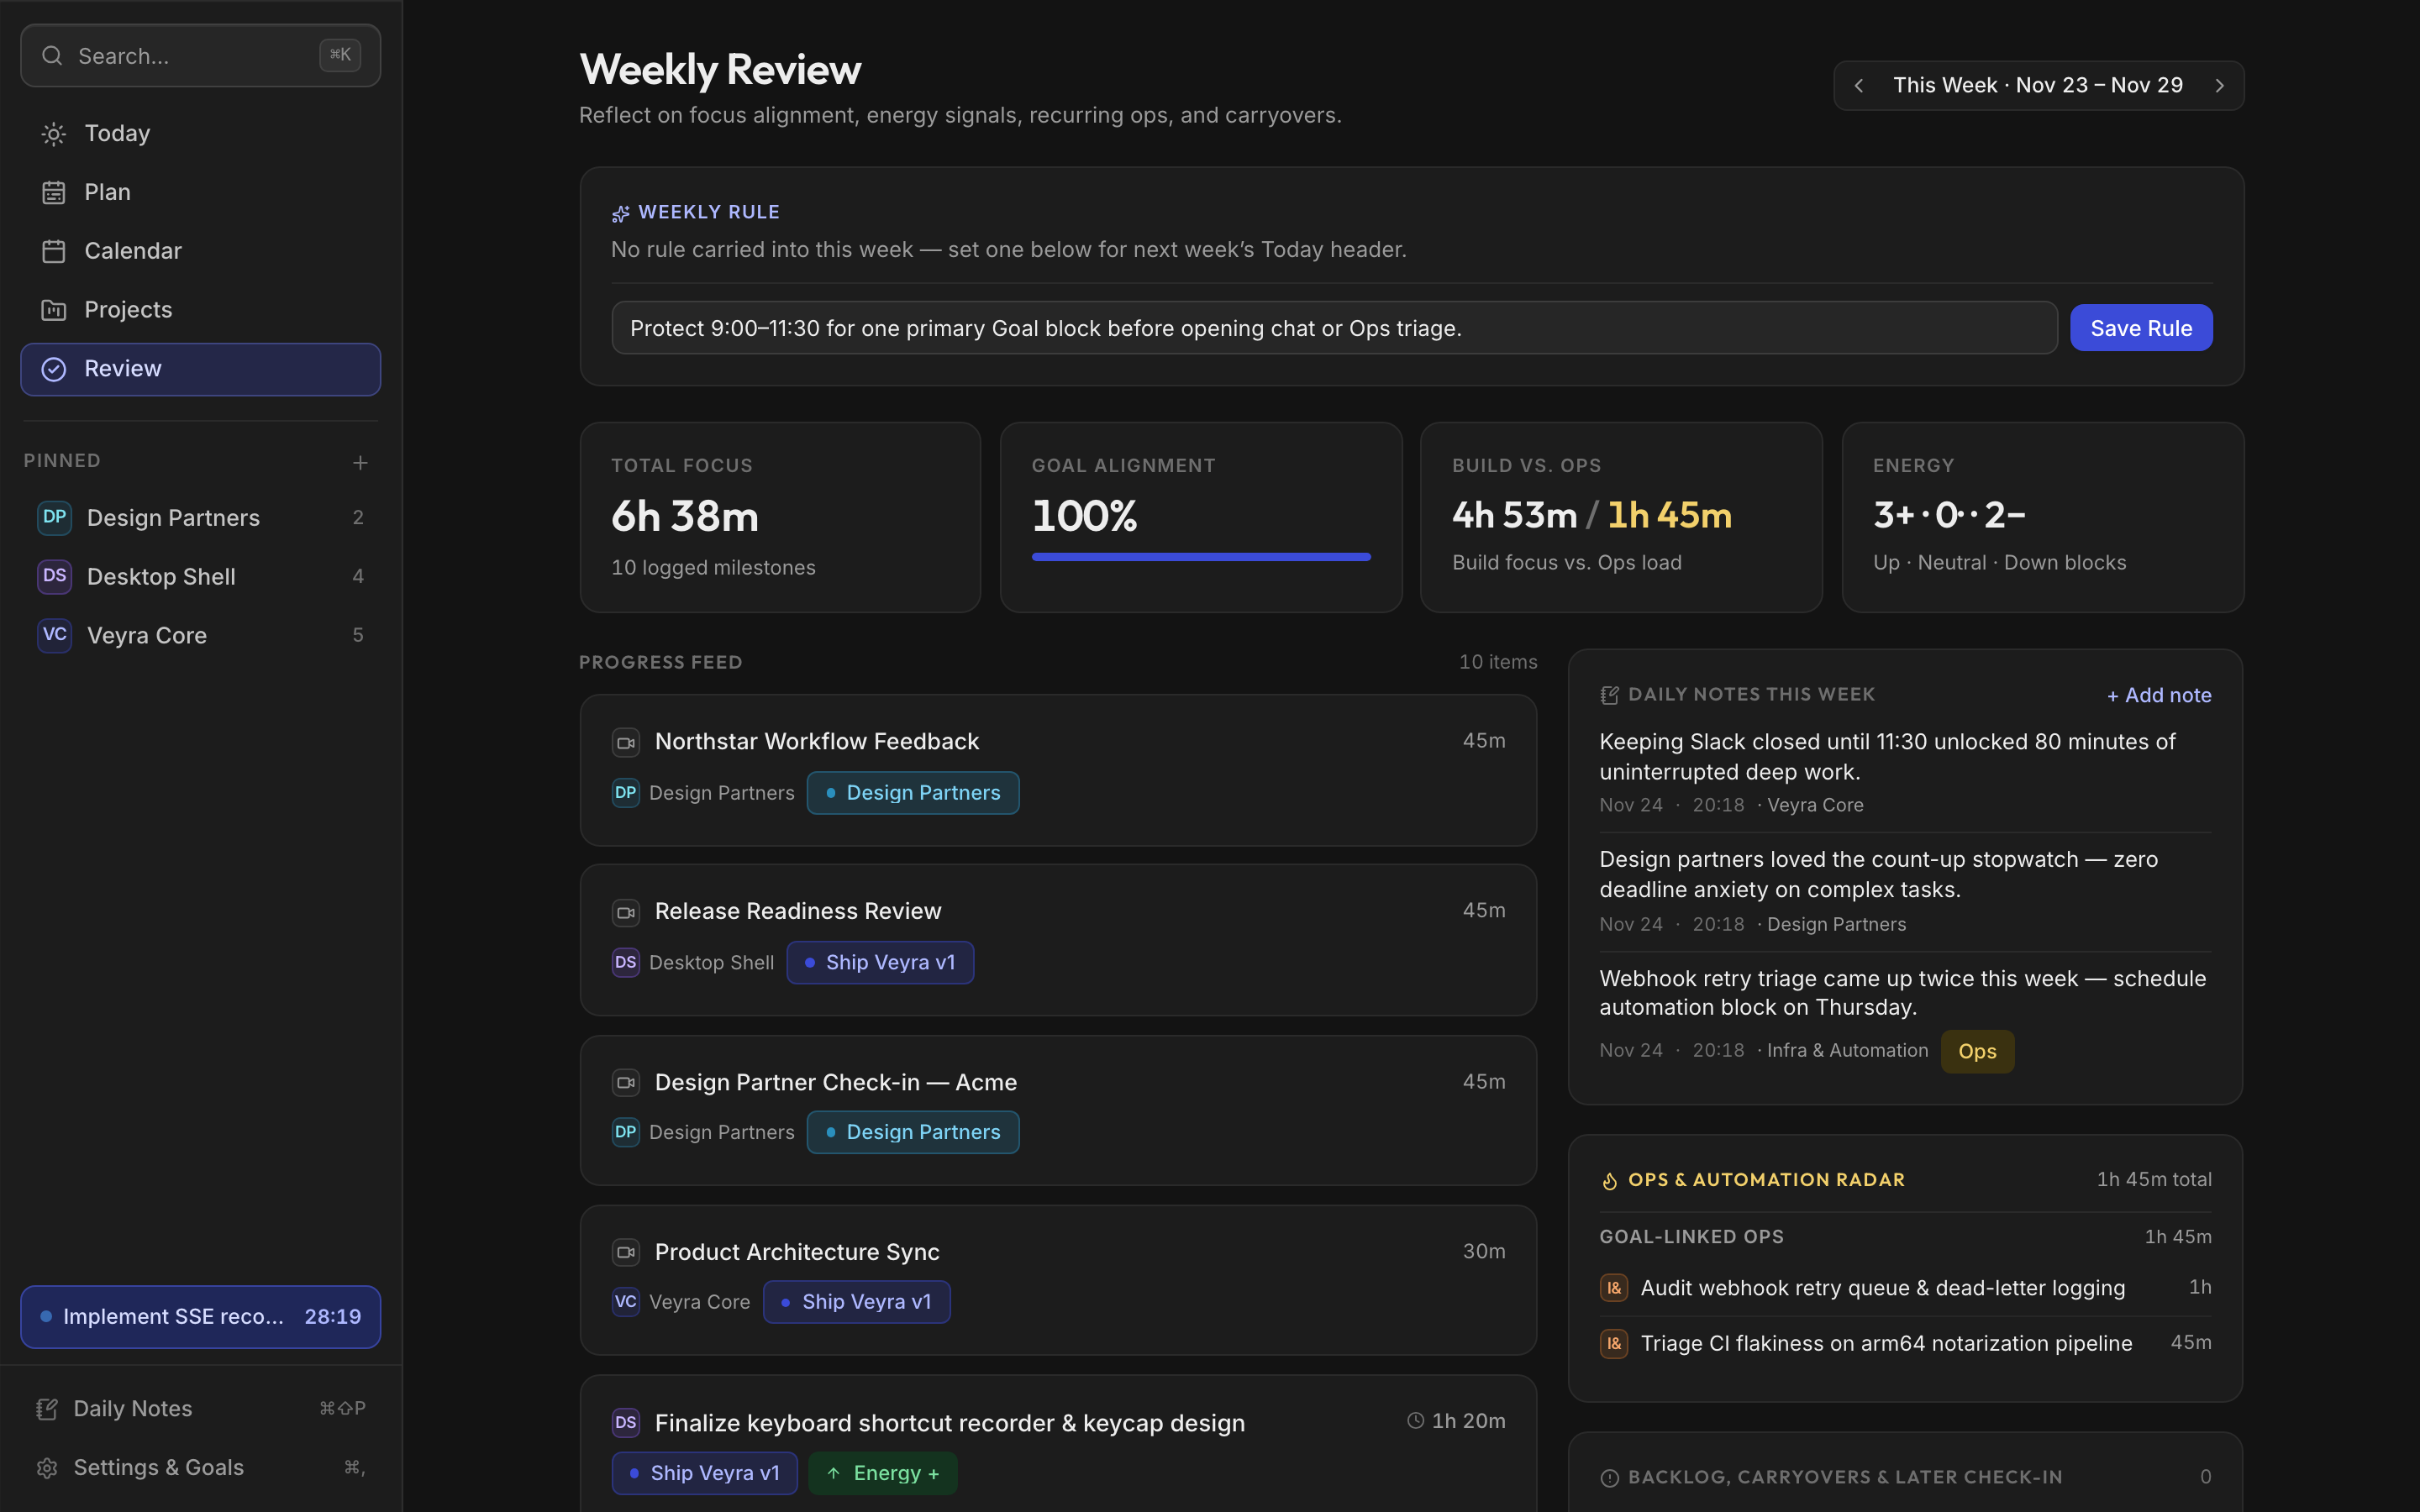 Search...
⌘K
Today
Plan
Calendar
Projects
Review
PINNED
+
DP Design Partners 2
DS Desktop Shell 4
VC Veyra Core 5
Implement SSE reco... 28:19
Daily Notes ⌘⇧P
Settings & Goals ⌘,
Weekly Review
Reflect on focus alignment, energy signals, recurring ops, and carryovers.
This Week · Nov 23 – Nov 29
WEEKLY RULE
No rule carried into this week — set one below for next week’s Today header.
Protect 9:00–11:30 for one primary Goal block before opening chat or Ops triage.
Save Rule
TOTAL FOCUS
6h 38m
10 logged milestones
GOAL ALIGNMENT
100%
BUILD VS. OPS
4h 53m / 1h 45m
Build focus vs. Ops load
ENERGY
3+ · 0· · 2−
Up · Neutral · Down blocks
PROGRESS FEED
10 items
Northstar Workflow Feedback 45m
DP Design Partners Design Partners
Release Readiness Review 45m
DS Desktop Shell Ship Veyra v1
Design Partner Check-in — Acme 45m
DP Design Partners Design Partners
Product Architecture Sync 30m
VC Veyra Core Ship Veyra v1
DS Finalize keyboard shortcut recorder & keycap design 1h 20m
Ship Veyra v1 ↑ Energy +
DAILY NOTES THIS WEEK
+ Add note
Keeping Slack closed until 11:30 unlocked 80 minutes of
uninterrupted deep work.
Nov 24 · 20:18 · Veyra Core
Design partners loved the count-up stopwatch — zero
deadline anxiety on complex tasks.
Nov 24 · 20:18 · Design Partners
Webhook retry triage came up twice this week — schedule
automation block on Thursday.
Nov 24 · 20:18 · Infra & Automation Ops
OPS & AUTOMATION RADAR 1h 45m total
GOAL-LINKED OPS 1h 45m
I& Audit webhook retry queue & dead-letter logging 1h
I& Triage CI flakiness on arm64 notarization pipeline 45m
BACKLOG, CARRYOVERS & LATER CHECK-IN 0